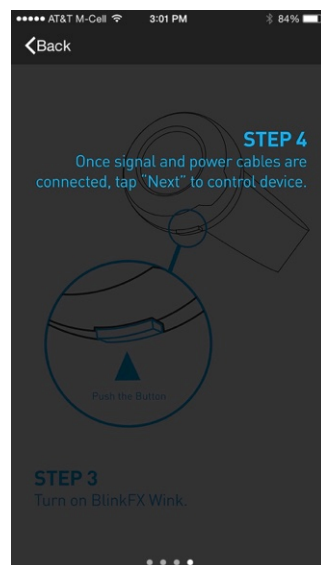 AT&T M-Cell 3:01 PM 84%
Back
STEP 4
Once signal and power cables are
connected, tap "Next" to control device.
Push the Button
STEP 3
Turn on BlinkFX Wink.